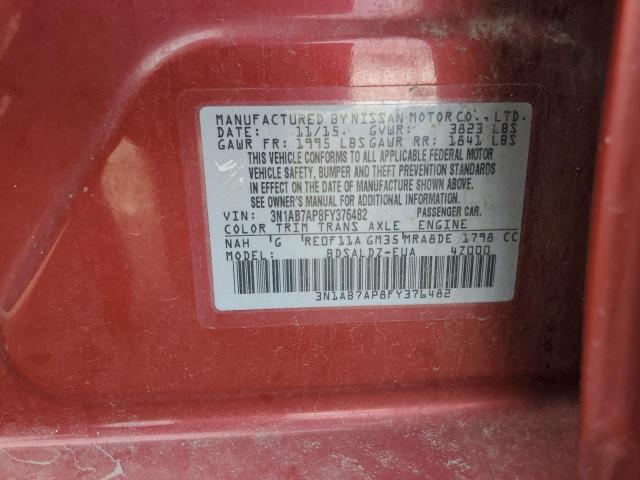 MANUFACTURED BY NISSAN MOTOR CO., LTD.
DATE: 11/15. GVWR: 3823 LBS
GAWR FR: 1995 LBS GAWR RR: 1841 LBS
THIS VEHICLE CONFORMS TO ALL APPLICABLE FEDERAL MOTOR
VEHICLE SAFETY, BUMPER AND THEFT PREVENTION STANDARDS
IN EFFECT ON THE DATE OF MANUFACTURE SHOWN ABOVE.
SEE OWNER'S MANUAL FOR ADDITIONAL INFORMATION.
VIN: 3N1AB7AP8FY376482 PASSENGER CAR.
COLOR TRIM TRANS AXLE ENGINE
NAH G RE0F11A GM35 MRA8DE 1798 CC
MODEL: BDSALDZ-EUA 4Z000
3N1AB7AP8FY376482